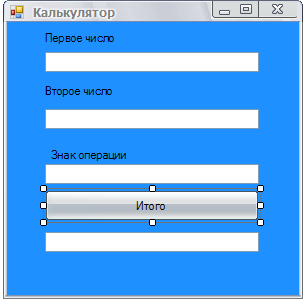 Калькулятор
Первое число
Второе число
Знак операции
Итого